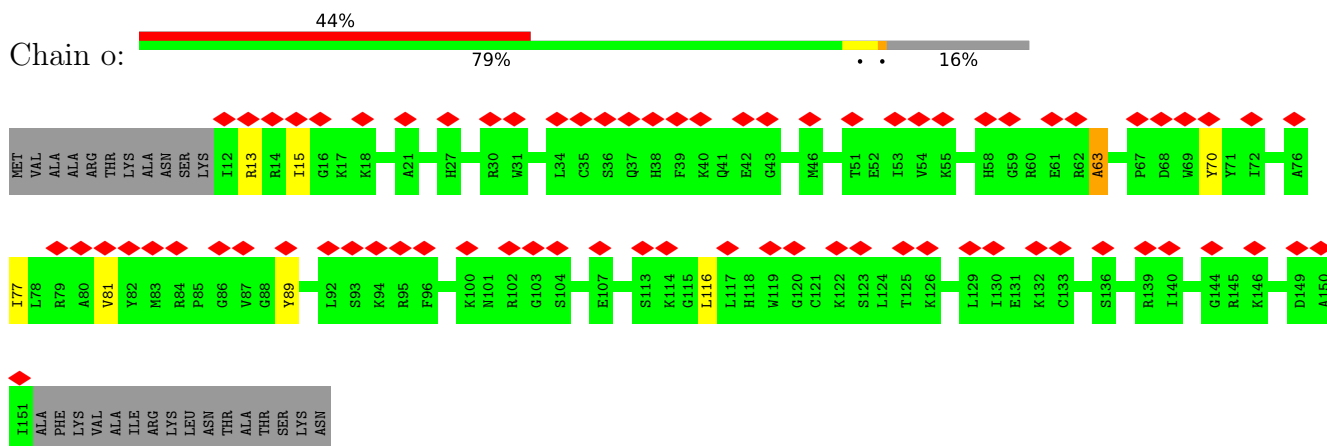 44%
Chain o:
79% • • 16%
MET VAL ALA ALA ARG THR LYS ALA ASN SER LYS I12 R13 R14 I15 G16 K17 K18 A21 H27 R30 W31 L34 C35 S36 Q37 H38 F39 K40 Q41 E42 G43 M46 T51 E52 I53 V54 K55 H58 G59 R60 E61 R62 A63 P67 D68 W69 Y70 Y71 I72 A76
I77 L78 R79 A80 V81 Y82 M83 R84 P85 G86 V87 G88 Y89 L92 S93 K94 R95 F96 K100 N101 R102 G103 S104 E107 S113 K114 G115 L116 L117 H118 W119 G120 C121 K122 S123 L124 T125 K126 L129 I130 E131 K132 C133 S136 R139 I140 G144 R145 K146 D149 A150
I151 ALA PHE LYS VAL ALA ILE ARG LYS LEU ASN THR ALA THR SER LYS ASN